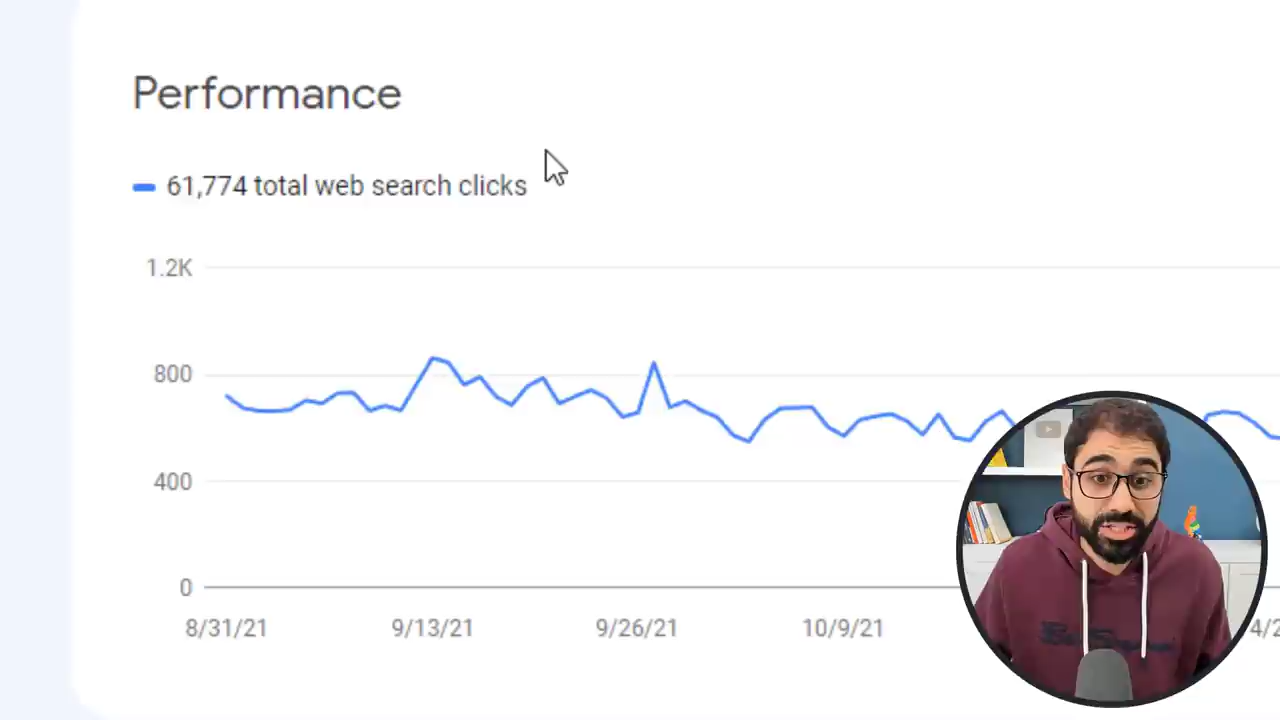 Performance
61,774 total web search clicks
1.2K
800
400
0
8/31/21 9/13/21 9/26/21 10/9/21